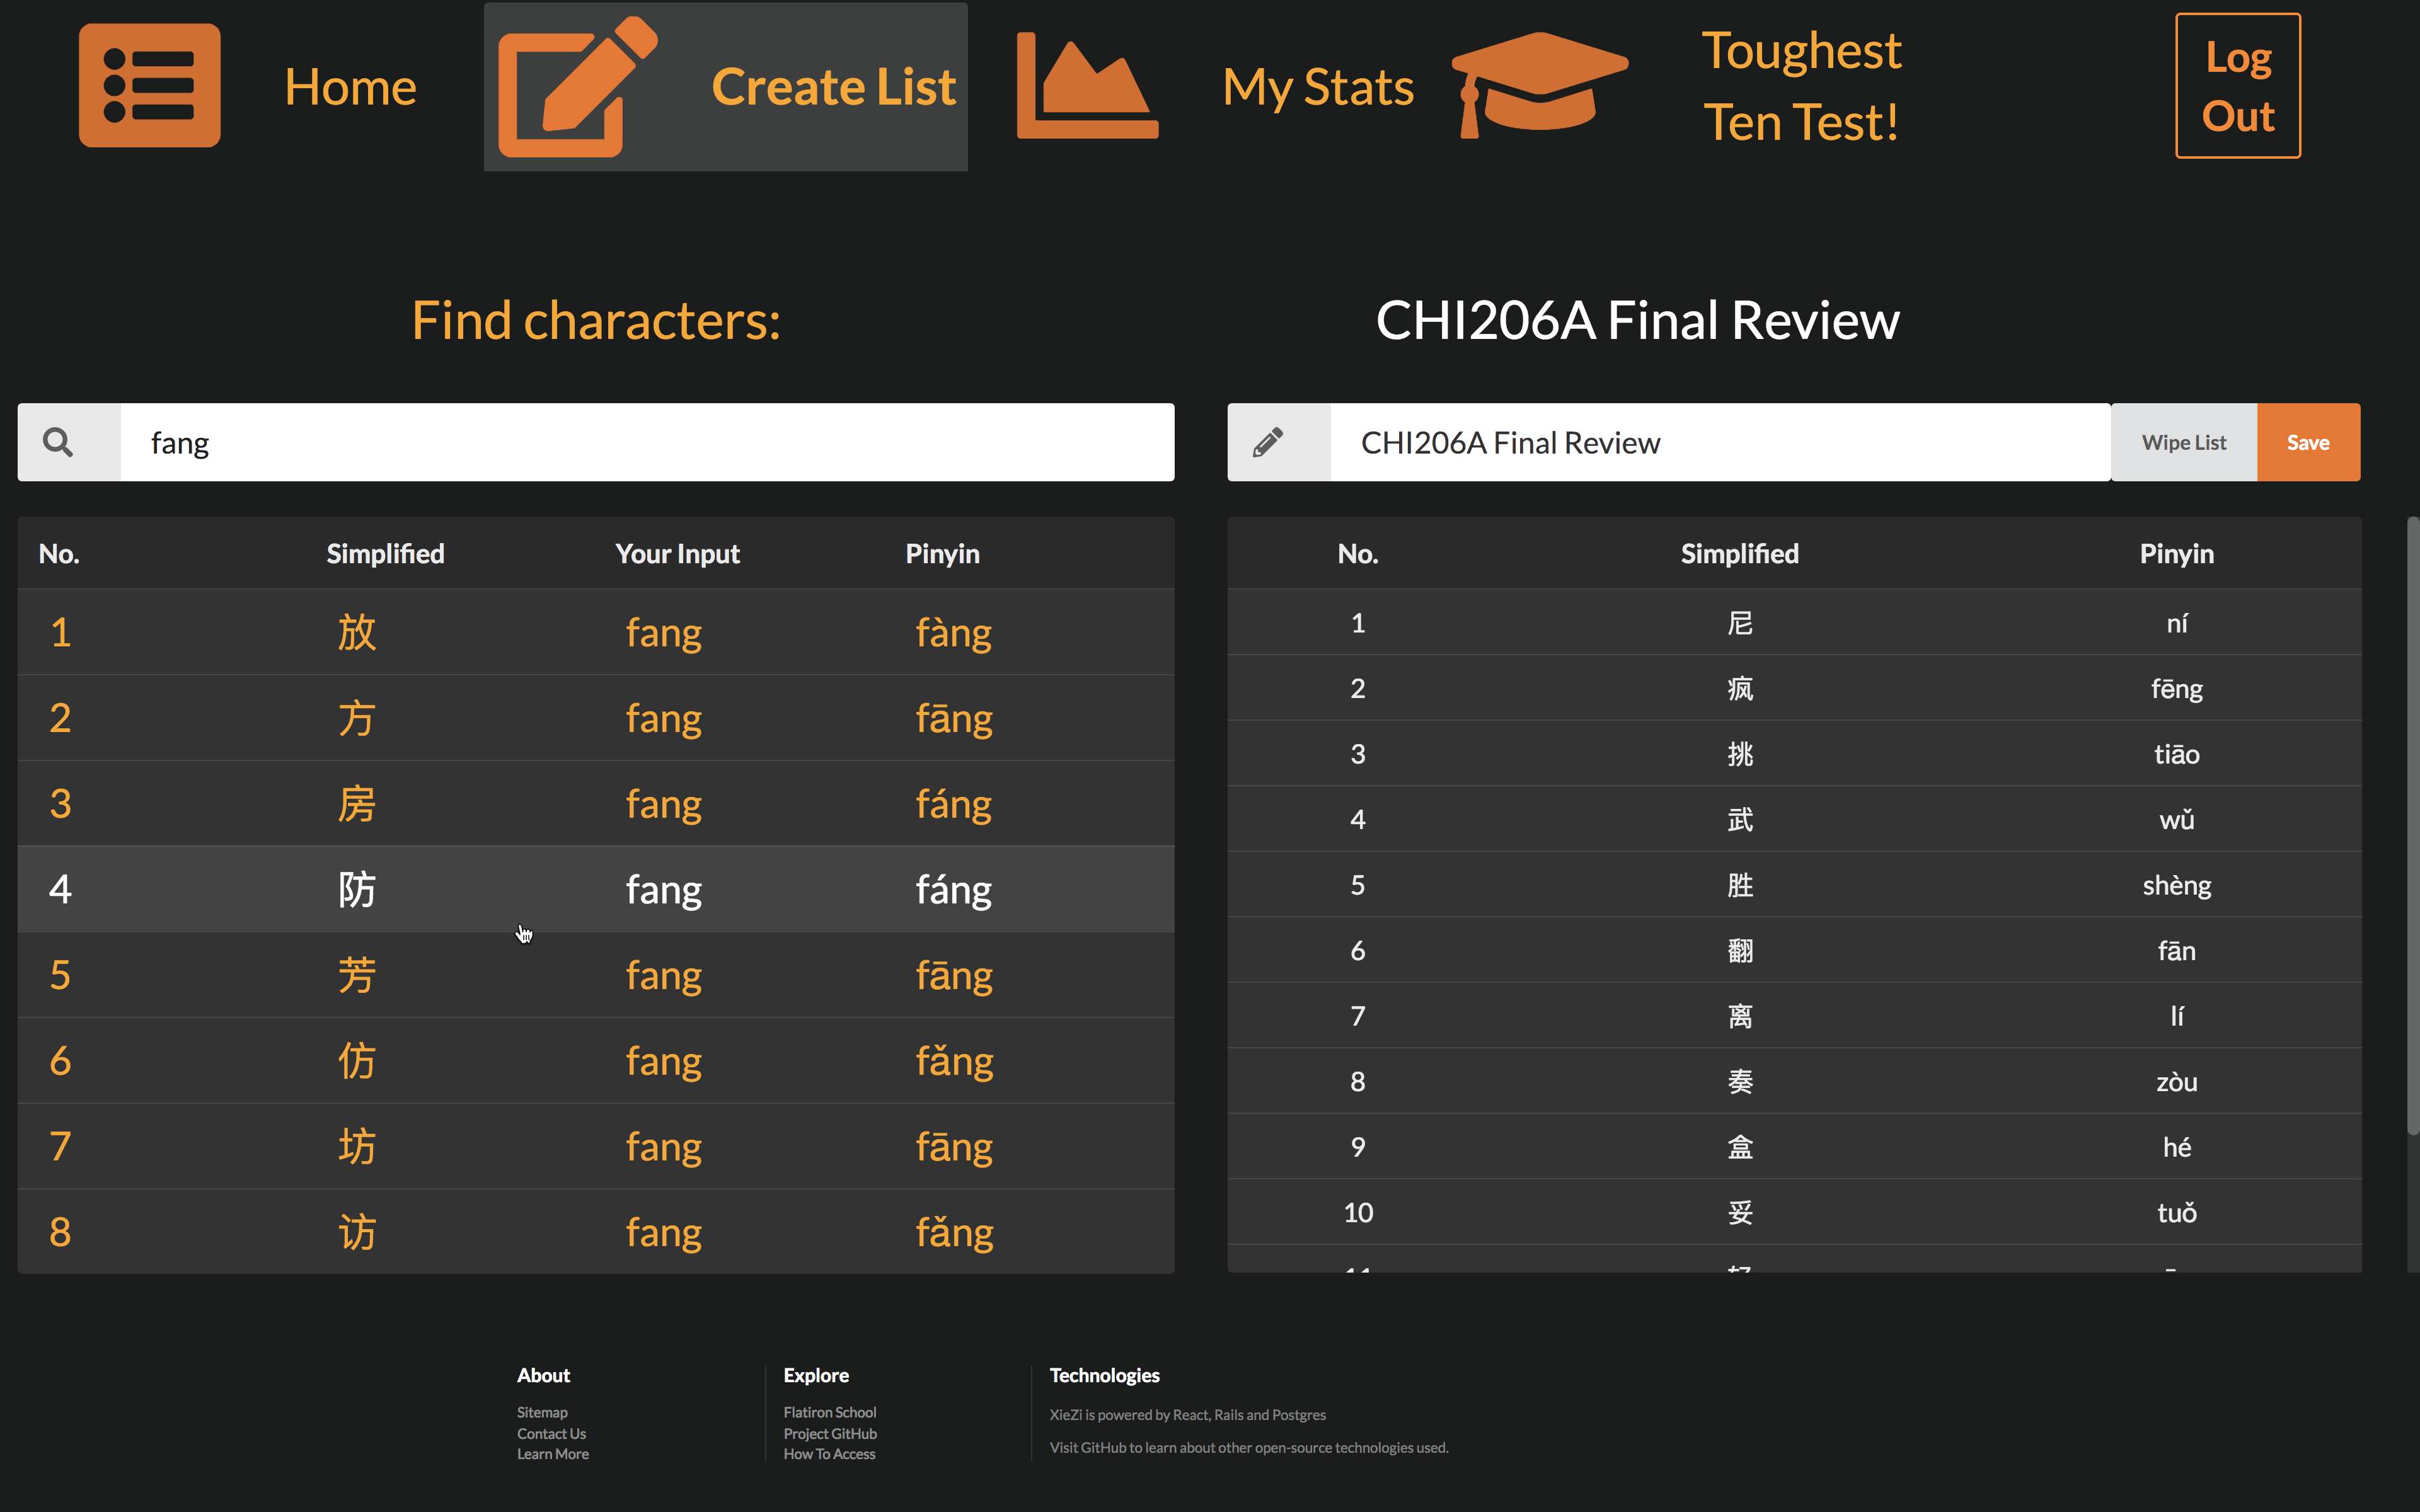 Home
Create List
My Stats
Toughest
Ten Test!
Log
Out
Find characters:
fang
No. Simplified Your Input Pinyin
1 放 fang fàng
2 方 fang fāng
3 房 fang fáng
4 防 fang fáng
5 芳 fang fāng
6 仿 fang fǎng
7 坊 fang fāng
8 访 fang fǎng
CHI206A Final Review
CHI206A Final Review Wipe List Save
No. Simplified Pinyin
1 尼 ní
2 疯 fēng
3 挑 tiāo
4 武 wǔ
5 胜 shèng
6 翻 fān
7 离 lí
8 奏 zòu
9 盒 hé
10 妥 tuǒ
About
Sitemap
Contact Us
Learn More
Explore
Flatiron School
Project GitHub
How To Access
Technologies
XieZi is powered by React, Rails and Postgres
Visit GitHub to learn about other open-source technologies used.